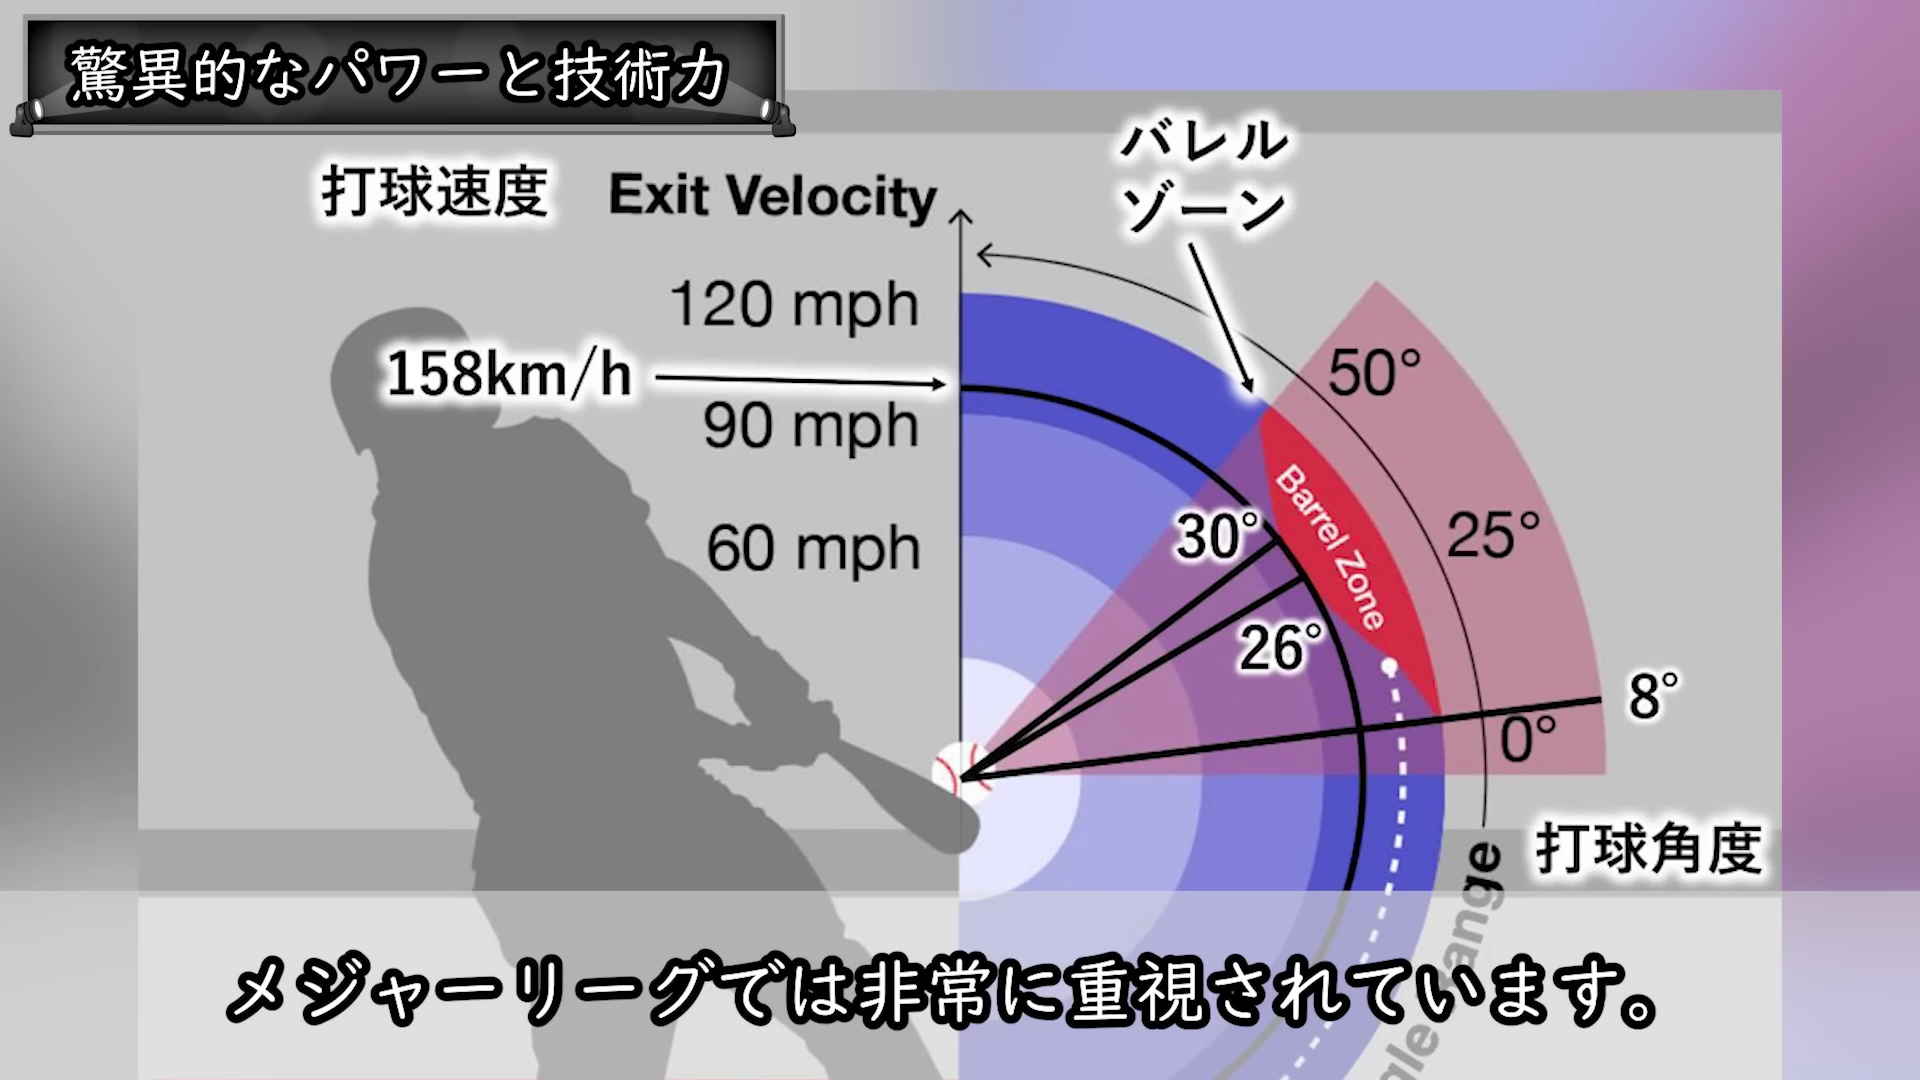 驚異的なパワーと技術力
打球速度
Exit Velocity
バレル
ゾーン
120 mph
158km/h
90 mph
60 mph
50°
25°
30°
26°
Barrel Zone
8°
0°
打球角度
gle Range
メジャーリーグでは非常に重視されています。